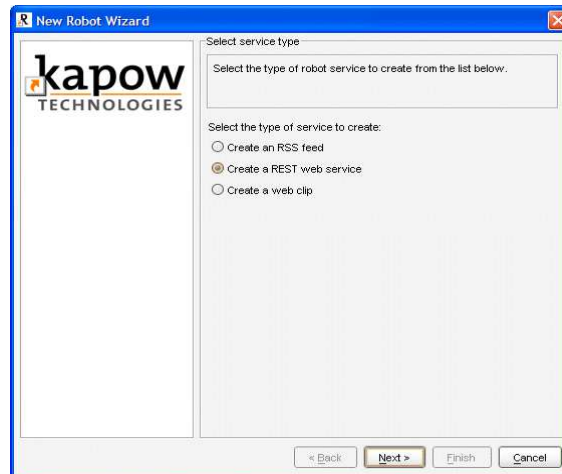 New Robot Wizard
kapow
TECHNOLOGIES
Select service type
Select the type of robot service to create from the list below.
Select the type of service to create:
Create an RSS feed
Create a REST web service
Create a web clip
< Back
Next >
Finish
Cancel